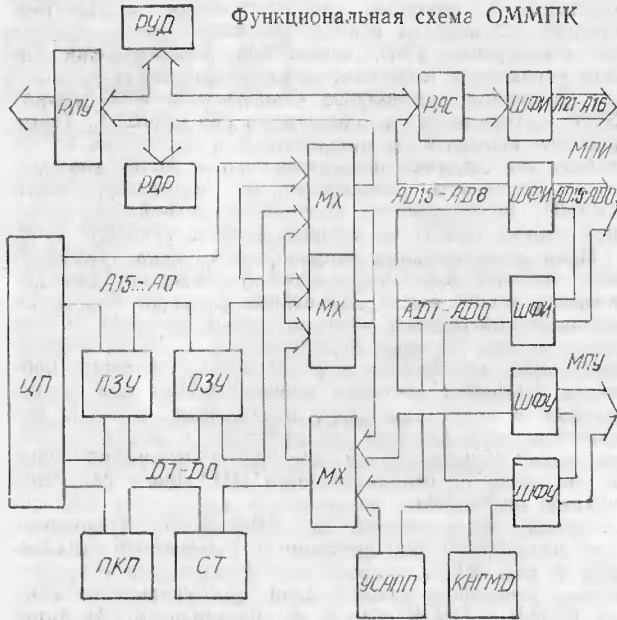 Функциональная схема ОММПК
РУД
РПУ
РЯС
ШФИ
A21-A16
МПИ
РДР
МХ
AD15-AD8
ШФИ
AD15-AD0
A15-A0
МХ
AD7-AD0
ШФИ
ЦП
ПЗУ
ОЗУ
МПУ
ШФУ
D7-D0
МХ
ШФУ
ПКП
СТ
УСАПП
КНГМД